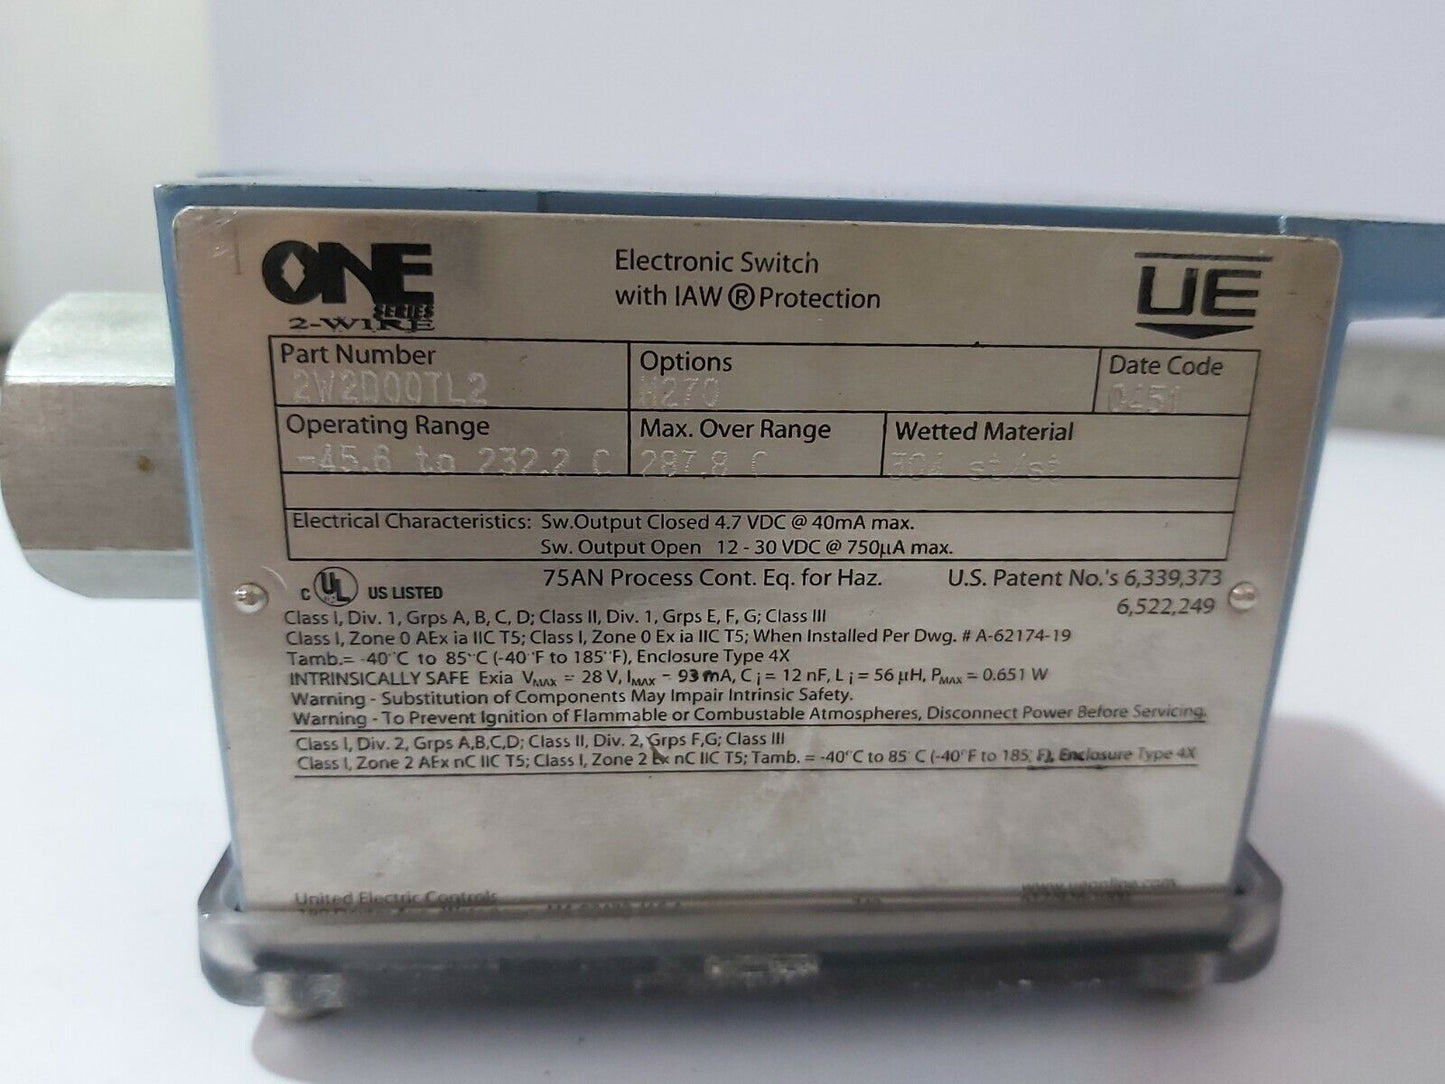 ONE
SERIES
2-WIRE
Electronic Switch
with IAW ® Protection
UE
Part Number
2W2D00TL2
Options
M270
Date Code
0451
Operating Range
-45.6 to 232.2 C
Max. Over Range
287.8 C
Wetted Material
304 st/st
Electrical Characteristics: Sw.Output Closed 4.7 VDC @ 40mA max.
Sw. Output Open 12 - 30 VDC @ 750µA max.
C UL US LISTED
75AN Process Cont. Eq. for Haz.
U.S. Patent No.'s 6,339,373
6,522,249
Class I, Div. 1, Grps A, B, C, D; Class II, Div. 1, Grps E, F, G; Class III
Class I, Zone 0 AEx ia IIC T5; Class I, Zone 0 Ex ia IIC T5; When Installed Per Dwg. # A-62174-19
Tamb.= -40°C to 85°C (-40°F to 185°F), Enclosure Type 4X
INTRINSICALLY SAFE Exia VMAX = 28 V, IMAX - 93 mA, C i = 12 nF, L i = 56 µH, PMAX = 0.651 W
Warning - Substitution of Components May Impair Intrinsic Safety.
Warning - To Prevent Ignition of Flammable or Combustable Atmospheres, Disconnect Power Before Servicing.
Class I, Div. 2, Grps A,B,C,D; Class II, Div. 2, Grps F,G; Class III
Class I, Zone 2 AEx nC IIC T5; Class I, Zone 2 Ex nC IIC T5; Tamb. = -40°C to 85°C (-40°F to 185°F), Enclosure Type 4X
United Electric Controls
www.ueonline.com